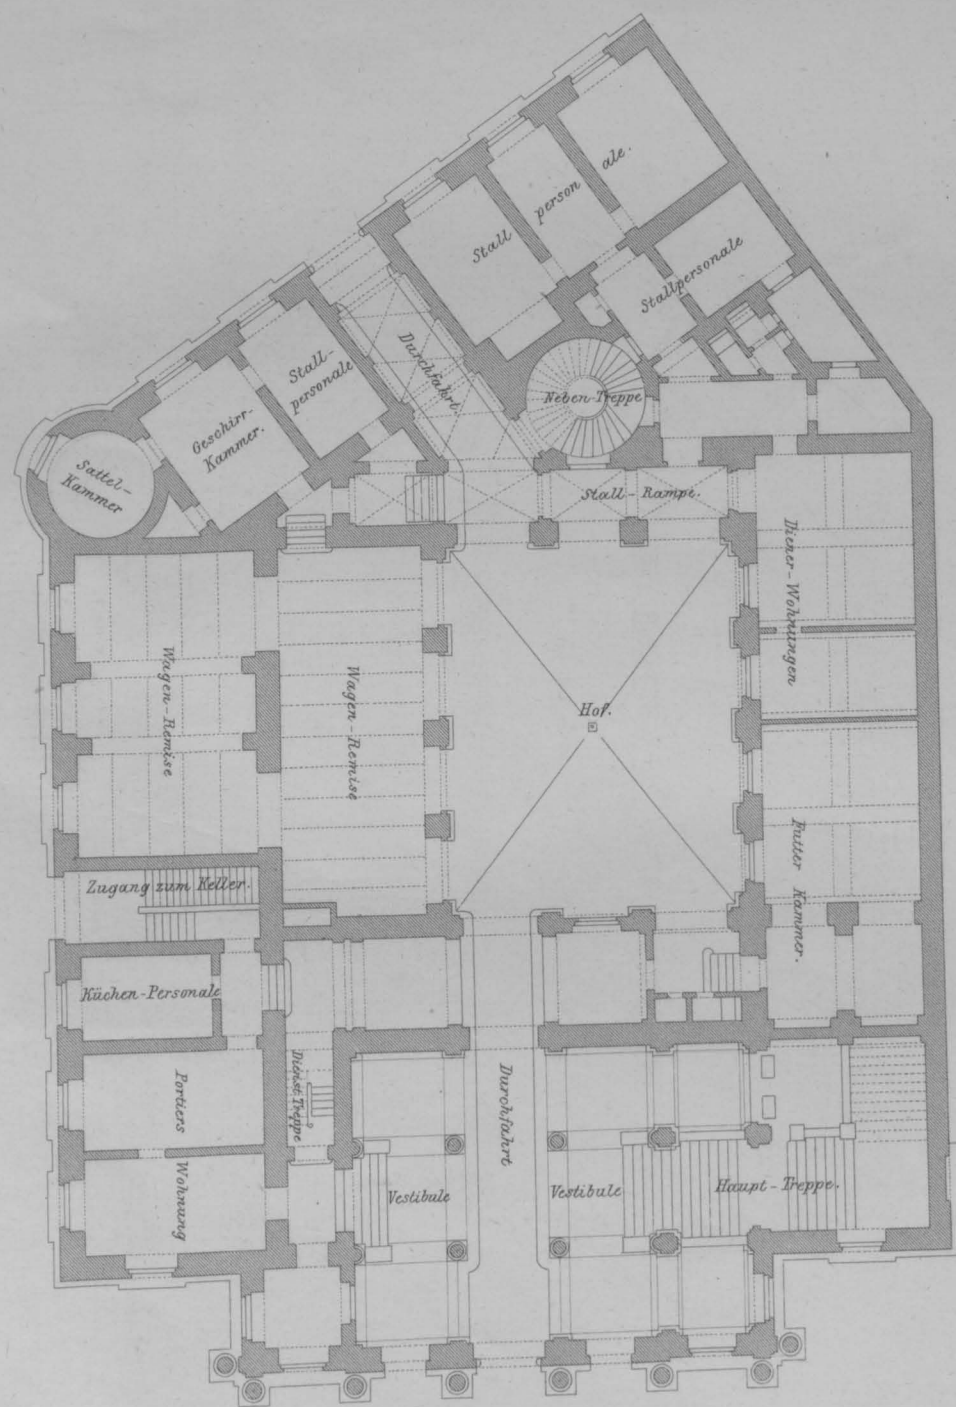 Stall person ale.
Stallpersonale
Stall-
personale
Durchfahrt.
Neben-Treppe
Geschirr-
Kammer.
Sattel-
Kammer
Stall-Rampe.
Diener-Wohnungen
Wagen-Remise
Wagen-Remise
Hof.
Futter Kammer.
Zugang zum Keller.
Küchen-Personale
Portiers Wohnung
Dienst Treppe
Durchfahrt
Vestibule
Vestibule
Haupt-Treppe.